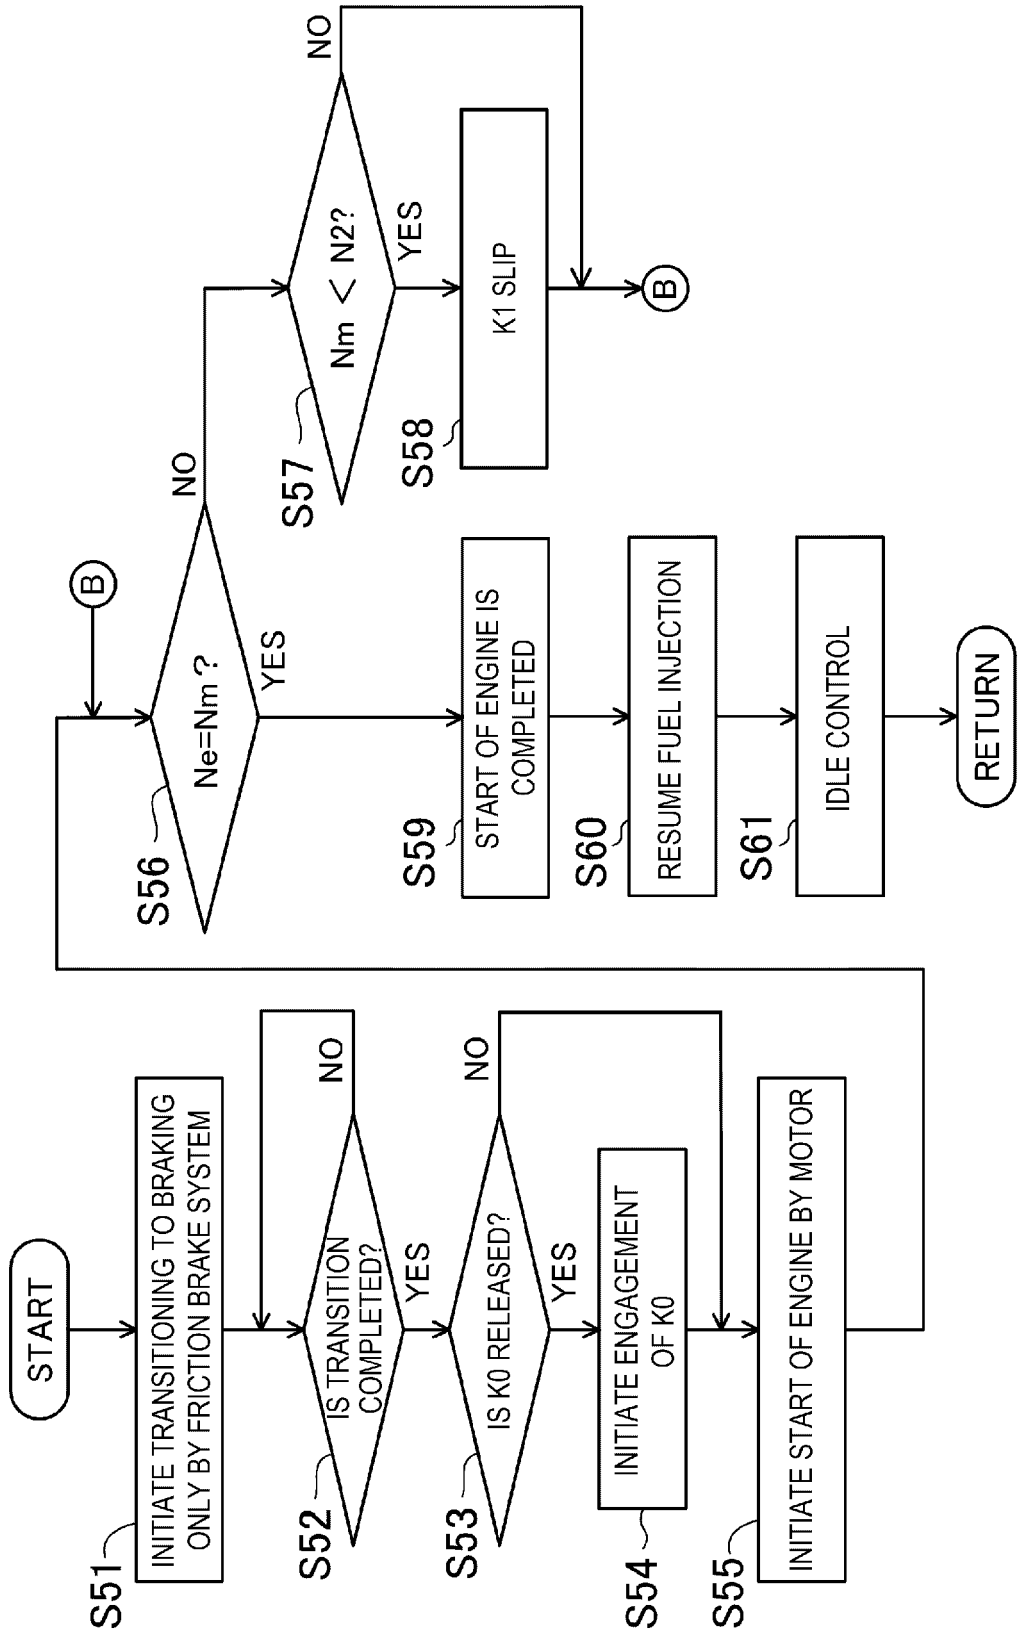 START
S51
INITIATE TRANSITIONING TO BRAKING
ONLY BY FRICTION BRAKE SYSTEM
S52
IS TRANSITION
COMPLETED?
NO
YES
S53
IS K0 RELEASED?
NO
YES
S54
INITIATE ENGAGEMENT
OF K0
S55
INITIATE START OF ENGINE BY MOTOR
B
S56
Ne=Nm?
NO
YES
S57
Nm < N2?
NO
YES
S58
K1 SLIP
B
S59
START OF ENGINE IS
COMPLETED
S60
RESUME FUEL INJECTION
S61
IDLE CONTROL
RETURN